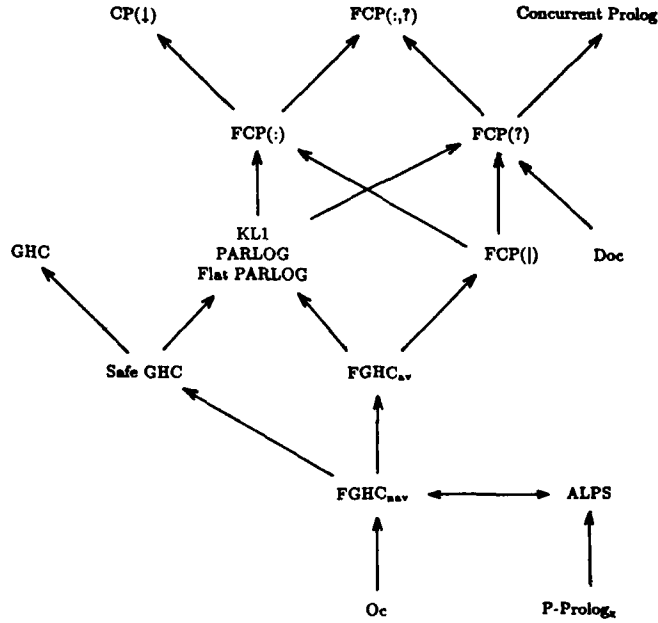 CP(↓) FCP(:,?) Concurrent Prolog
FCP(:) FCP(?)
KL1
GHC PARLOG FCP(|) Doc
Flat PARLOG
Safe GHC FGHCav
FGHCnav ALPS
Oc P-Prologx